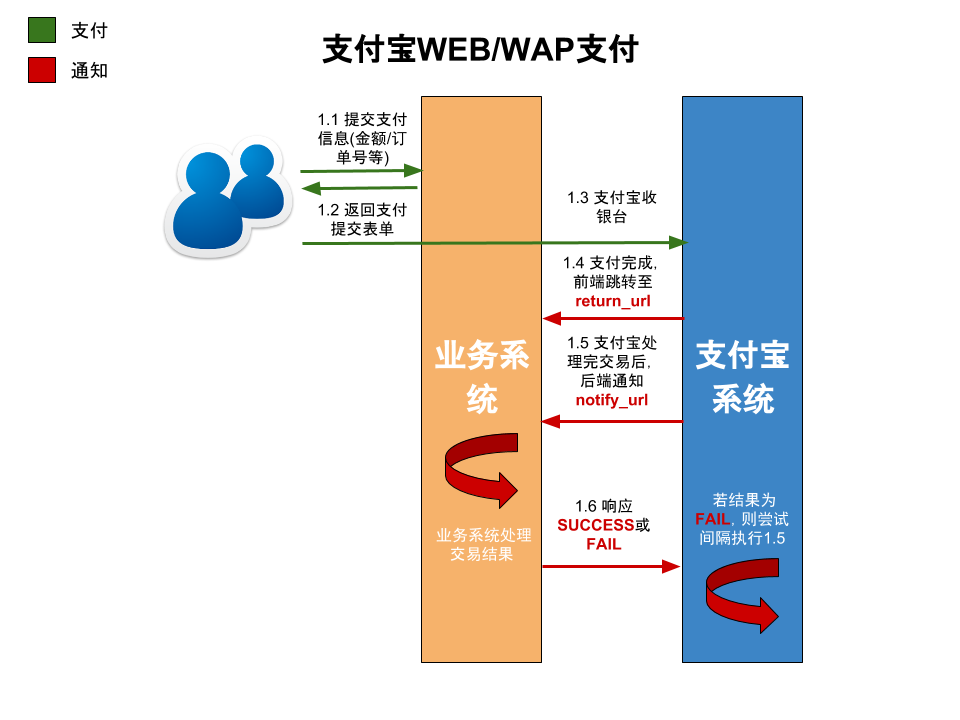 支付
通知
支付宝WEB/WAP支付
1.1 提交支付
信息(金额/订
单号等)
1.2 返回支付
提交表单
1.3 支付宝收
银台
1.4 支付完成,
前端跳转至
return_url
1.5 支付宝处
理完交易后,
后端通知
notify_url
业务系
统
支付宝
系统
业务系统处理
交易结果
1.6 响应
SUCCESS或
FAIL
若结果为
FAIL, 则尝试
间隔执行1.5